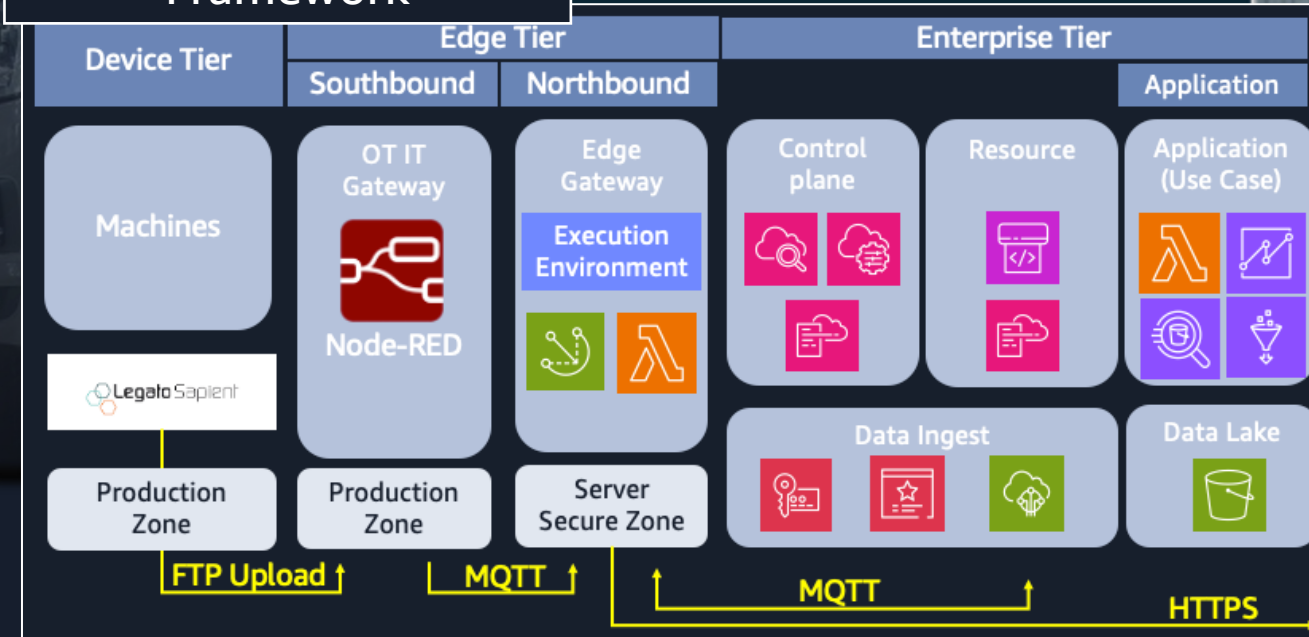 Framework
Device Tier
Edge Tier
Enterprise Tier
Southbound
Northbound
Application
Machines
OT IT
Gateway
Node-RED
Edge
Gateway
Execution
Environment
Control
plane
Resource
Application
(Use Case)
Legato Sapient
Data Ingest
Data Lake
Production
Zone
Production
Zone
Server
Secure Zone
FTP Upload
MQTT
MQTT
HTTPS